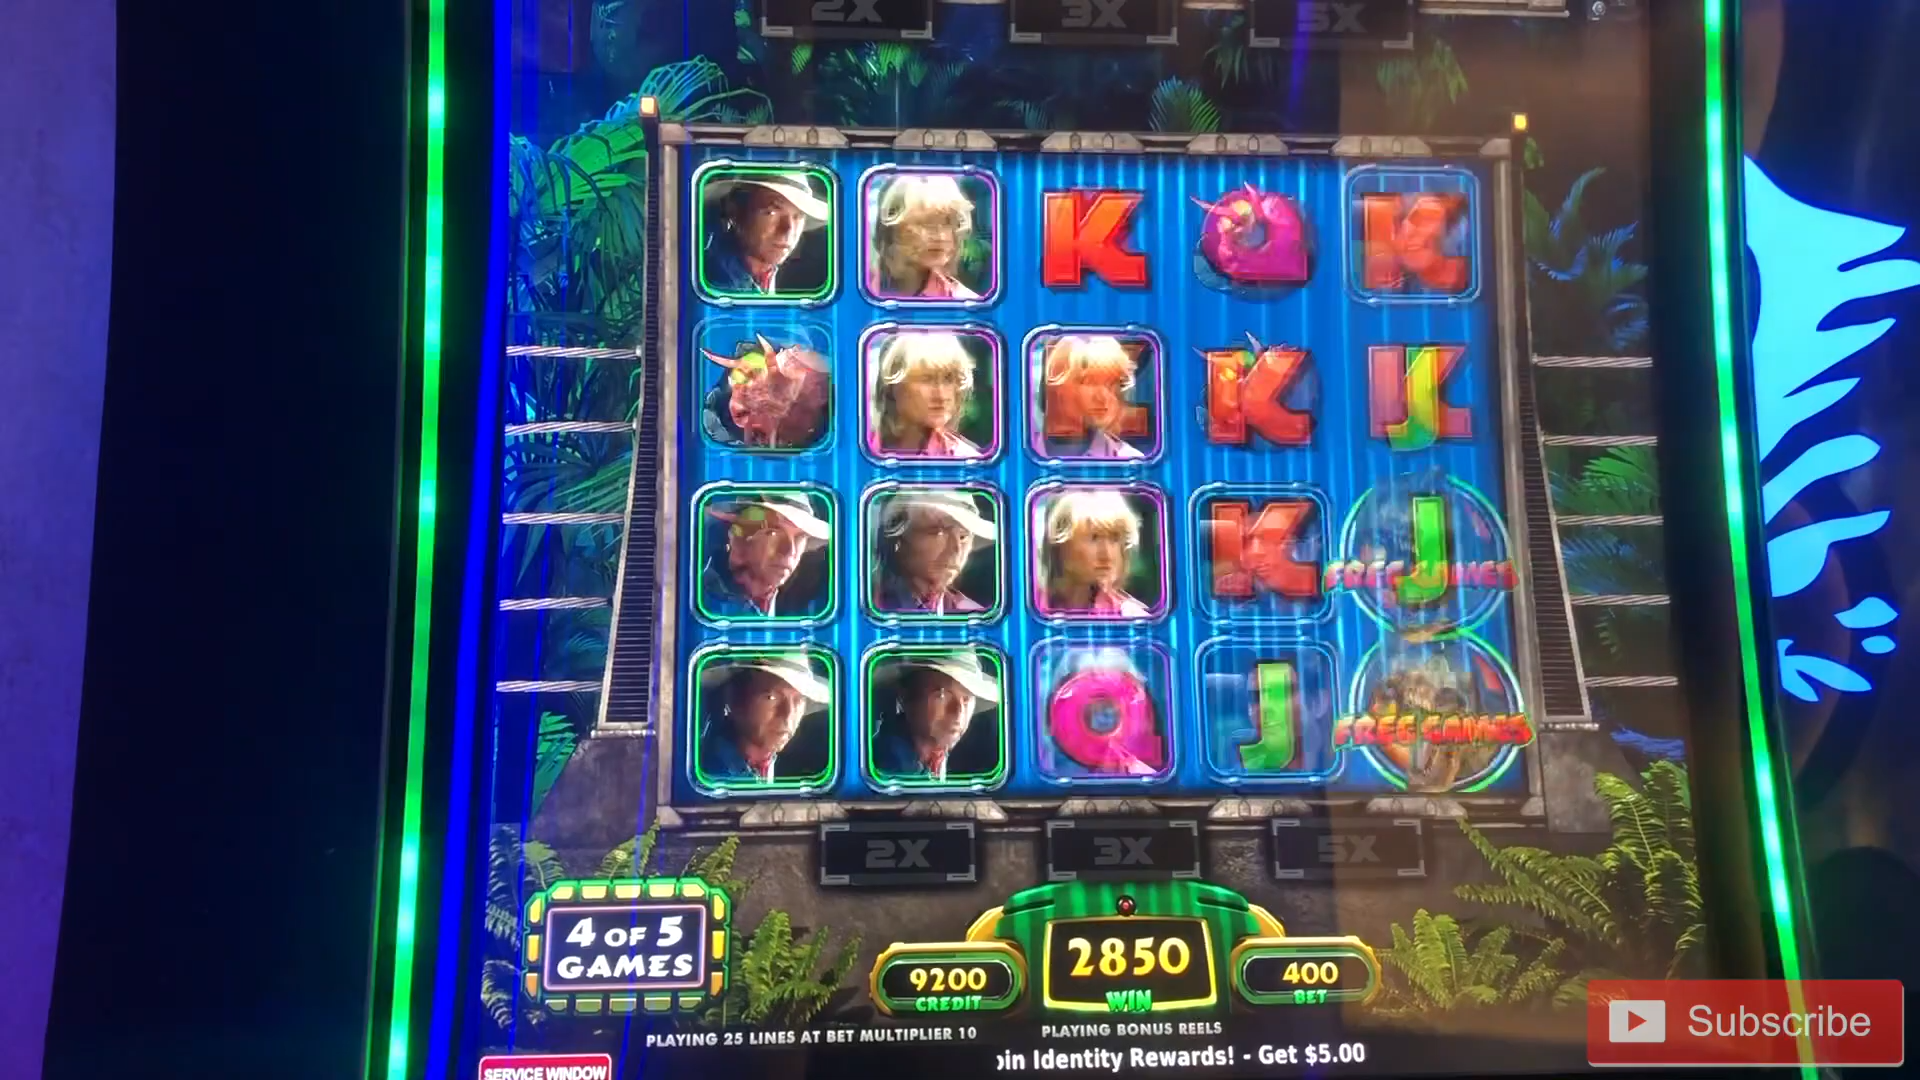 2X 3X 5X
K Q K
K K J
K J
FREE GAMES
Q J
FREE GAMES
2X 3X 5X
4 OF 5
GAMES
9200
CREDIT
2850
WIN
400
BET
PLAYING 25 LINES AT BET MULTIPLIER 10
PLAYING BONUS REELS
oin Identity Rewards! - Get $5.00
SERVICE WINDOW
Subscribe